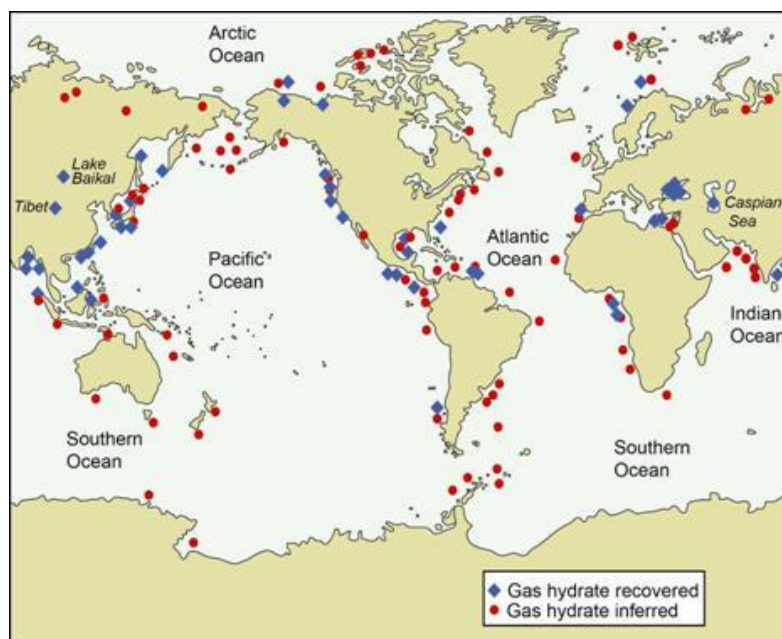 Arctic
Ocean
Lake
Baikal
Tibet
Caspian
Sea
Pacific
Ocean
Atlantic
Ocean
Indian
Ocean
Southern
Ocean
Southern
Ocean
Gas hydrate recovered
Gas hydrate inferred